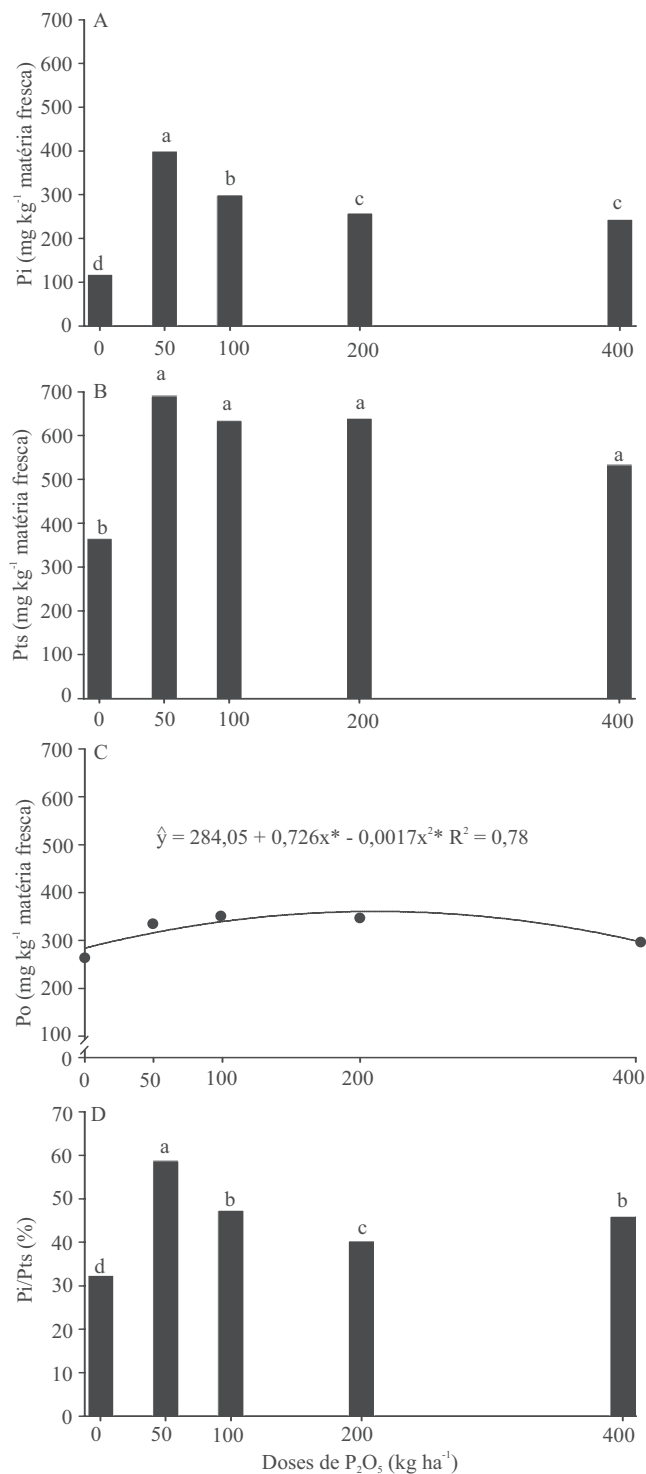 A
700
600
500
400
300
200
100
0
Pi (mg kg⁻¹ matéria fresca)
d
a
b
c
c
0 50 100 200 400
B
700
600
500
400
300
200
100
0
Pts (mg kg⁻¹ matéria fresca)
b
a
a
a
a
0 50 100 200 400
C
700
600
500
400
300
200
100
0
Po (mg kg⁻¹ matéria fresca)
ŷ = 284,05 + 0,726x* - 0,0017x²* R² = 0,78
0 50 100 200 400
D
70
60
50
40
30
20
10
0
Pi/Pts (%)
d
a
b
c
b
0 50 100 200 400
Doses de P₂O₅ (kg ha⁻¹)